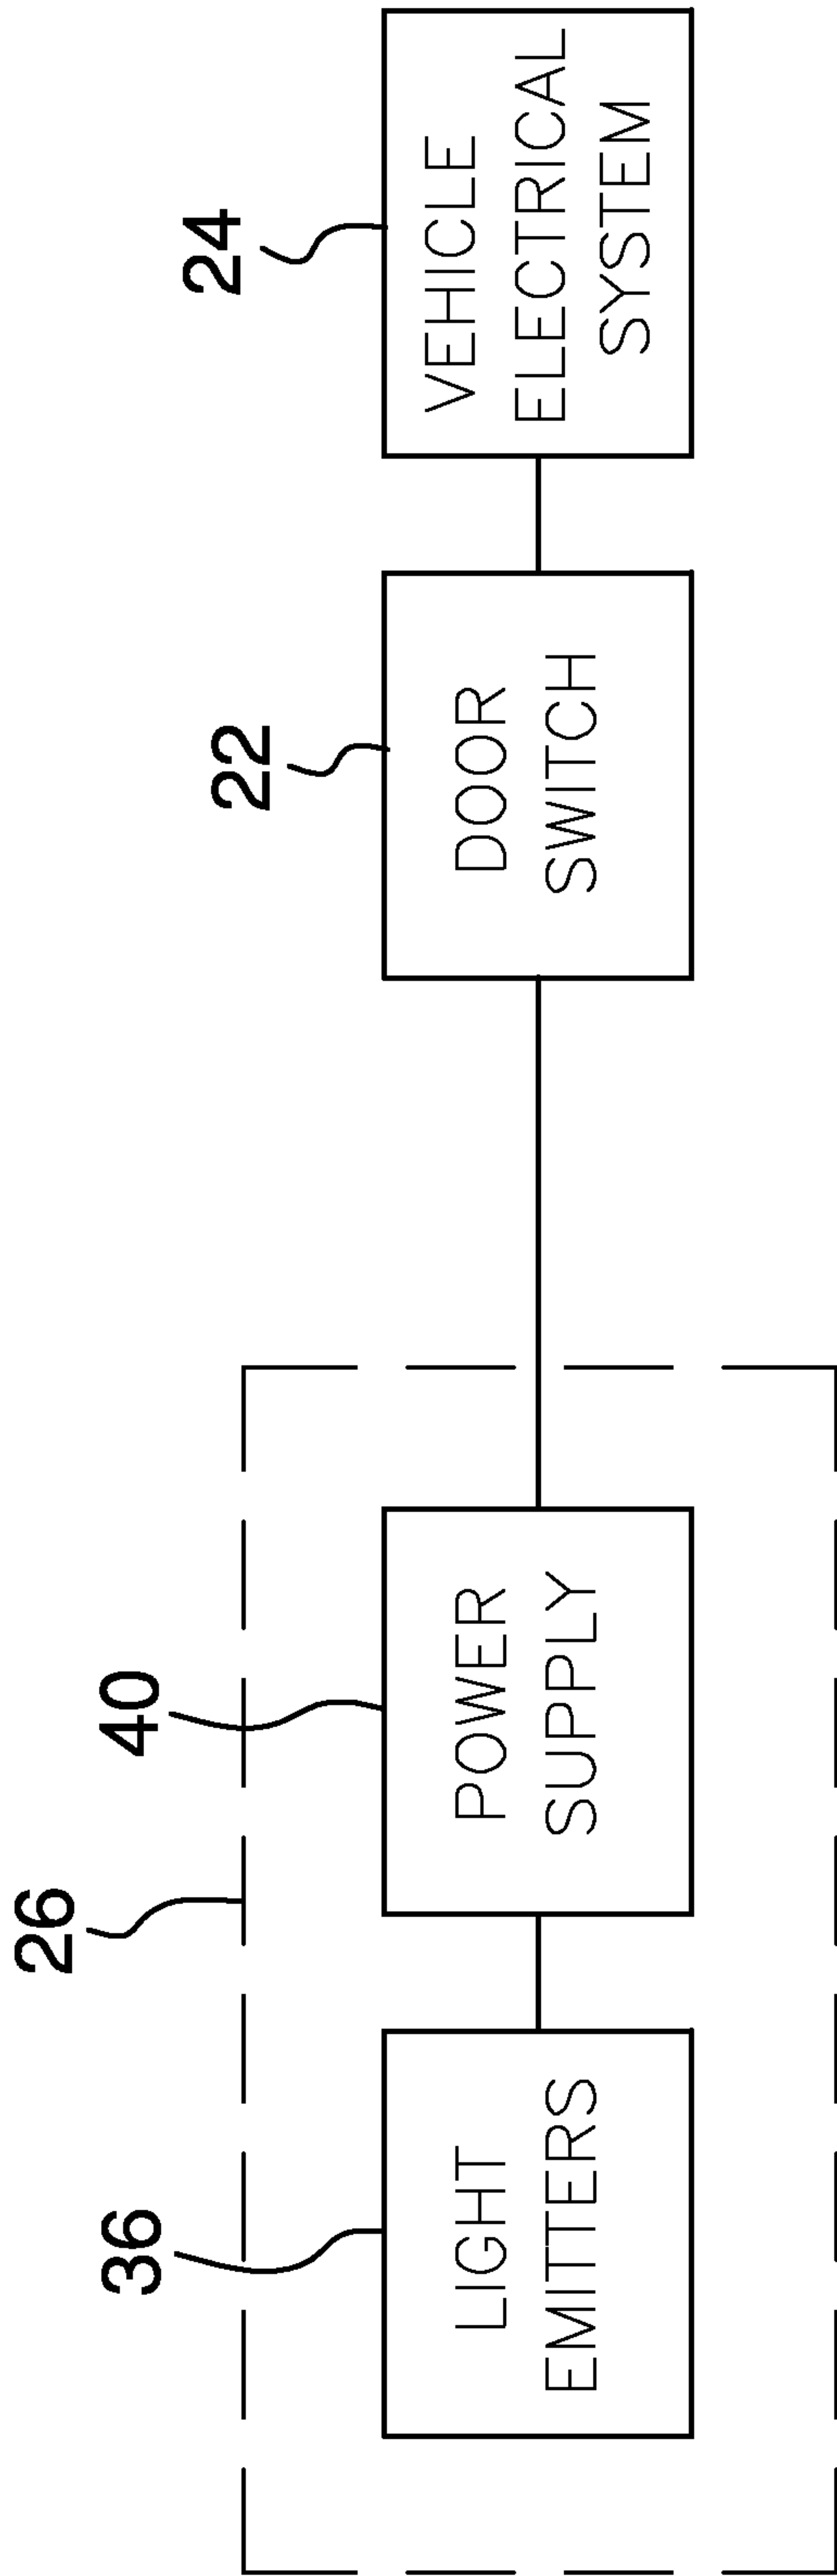 36
LIGHT
EMITTERS
26
40
POWER
SUPPLY
22
DOOR
SWITCH
24
VEHICLE
ELECTRICAL
SYSTEM